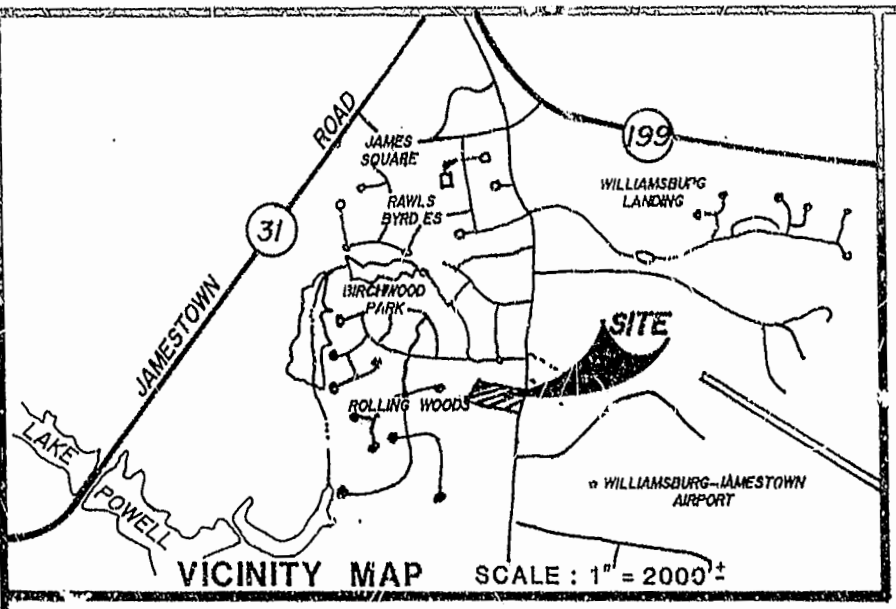 ROAD
199
JAMES
SQUARE
WILLIAMSBURG
LANDING
RAWLS
BYRD ES
31
BIRCHWOOD
PARK
SITE
JAMESTOWN
ROLLING WOODS
LAKE
POWELL
WILLIAMSBURG-JAMESTOWN
AIRPORT
VICINITY MAP SCALE : 1" = 2000'±